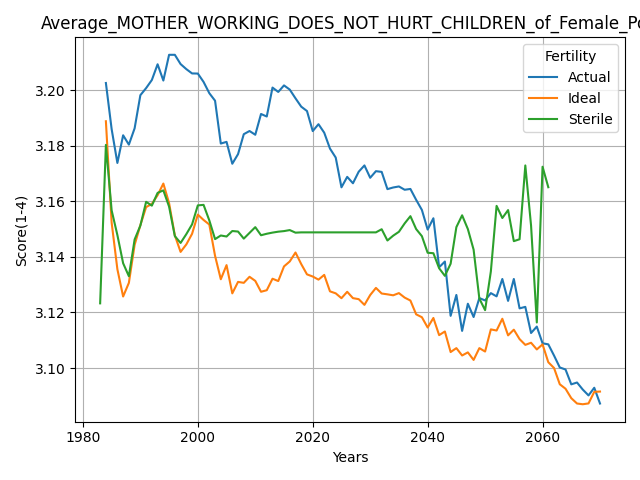 Average_MOTHER_WORKING_DOES_NOT_HURT_CHILDREN_of_Female_Po
Fertility
Actual
Ideal
Sterile
Score(1-4)
3.20
3.18
3.16
3.14
3.12
3.10
1980
2000
2020
2040
2060
Years